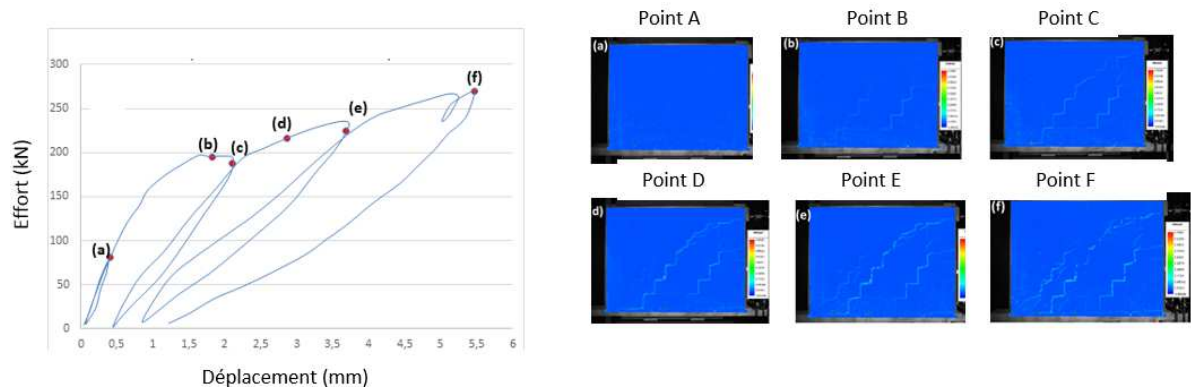 Point A Point B Point C
(a) (b) (c)
300
250
200
150
100
50
0
(a)
(b)
(c)
(d)
(e)
(f)
0 0,5 1 1,5 2 2,5 3 3,5 4 4,5 5 5,5 6
Effort (kN)
Déplacement (mm)
Point D Point E Point F
d) (e) (f)